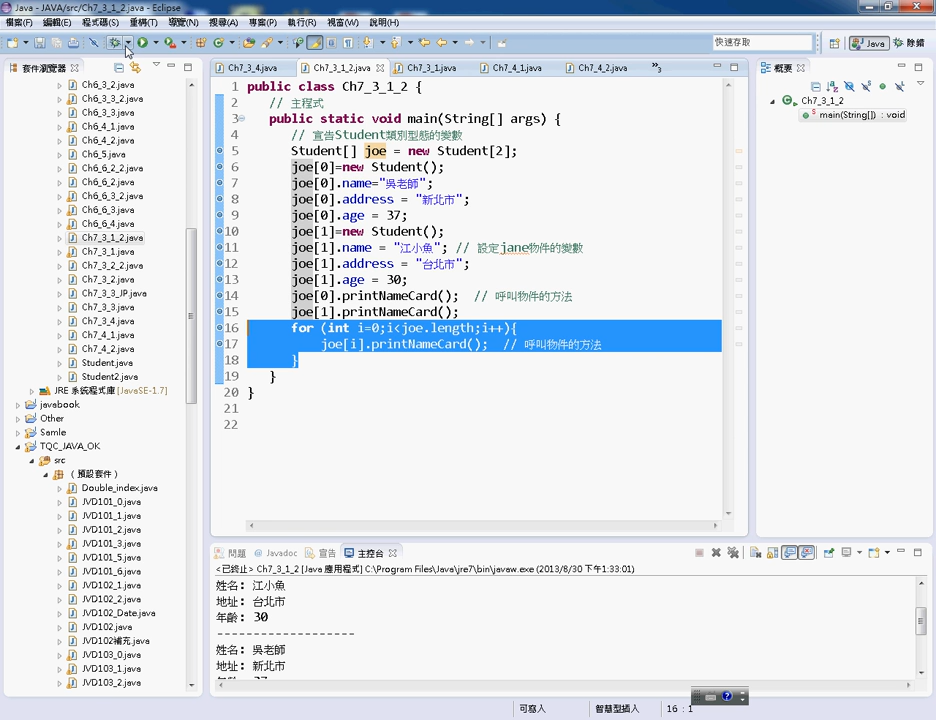 Java - JAVA/src/Ch7_3_1_2.java - Eclipse
檔案(F) 編輯(E) 程式碼(S) 重構(T) 導覽(N) 搜尋(A) 專案(P) 執行(R) 視窗(W) 說明(H)
快速存取
Java
除錯
套件瀏覽器
Ch6_3_2.java
Ch6_3_3_2.java
Ch6_3_3.java
Ch6_4_1.java
Ch6_4_2.java
Ch6_5.java
Ch6_6_2_2.java
Ch6_6_2.java
Ch6_6_3_2.java
Ch6_6_3.java
Ch6_6_4.java
Ch7_3_1_2.java
Ch7_3_1.java
Ch7_3_2_2.java
Ch7_3_2.java
Ch7_3_3_JP.java
Ch7_3_3.java
Ch7_3_4.java
Ch7_4_1.java
Ch7_4_2.java
Student.java
Student2.java
JRE 系統程式庫 [JavaSE-1.7]
javabook
Other
Samle
TQC_JAVA_OK
src
(預設套件)
Double_index.java
JVD101_0.java
JVD101_1.java
JVD101_2.java
JVD101_3.java
JVD101_5.java
JVD101_6.java
JVD102_1.java
JVD102_2.java
JVD102_Date.java
JVD102.java
JVD102補充.java
JVD103_0.java
JVD103_1.java
JVD103_2.java
Ch7_3_4.java Ch7_3_1_2.java Ch7_3_1.java Ch7_4_1.java Ch7_4_2.java »3
1 public class Ch7_3_1_2 {
2 // 主程式
3 public static void main(String[] args) {
4 // 宣告Student類別型態的變數
5 Student[] joe = new Student[2];
6 joe[0]=new Student();
7 joe[0].name="吳老師";
8 joe[0].address = "新北市";
9 joe[0].age = 37;
10 joe[1]=new Student();
11 joe[1].name = "江小魚"; // 設定jane物件的變數
12 joe[1].address = "台北市";
13 joe[1].age = 30;
14 joe[0].printNameCard(); // 呼叫物件的方法
15 joe[1].printNameCard();
16 for (int i=0;i<joe.length;i++){
17 joe[i].printNameCard(); // 呼叫物件的方法
18 }
19 }
20 }
21
22
概要
Ch7_3_1_2
main(String[]) : void
問題 @ Javadoc 宣告 主控台
<已終止> Ch7_3_1_2 [Java 應用程式] C:\Program Files\Java\jre7\bin\javaw.exe (2013/8/30 下午1:33:01)
姓名: 江小魚
地址: 台北市
年齡: 30
-------------------
姓名: 吳老師
地址: 新北市
可寫入
智慧型插入
16 : 1